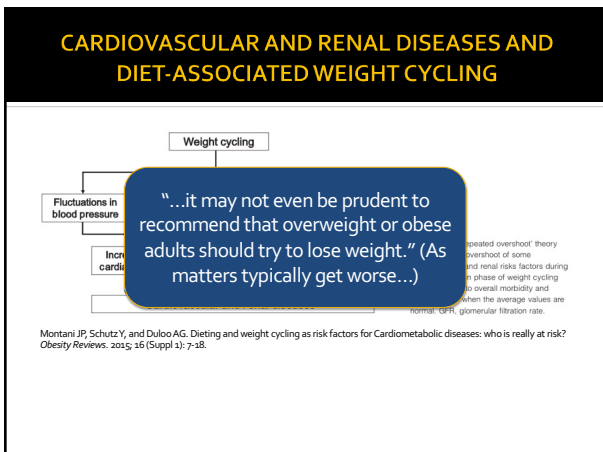 CARDIOVASCULAR AND RENAL DISEASES AND
DIET-ASSOCIATED WEIGHT CYCLING
Weight cycling
Fluctuations in
blood pressure
“…it may not even be prudent to
recommend that overweight or obese
adults should try to lose weight.” (As
matters typically get worse…)
epeated overshoot' theory
overshoot of some
and renal risks factors during
n phase of weight cycling
to overall morbidity and
when the average values are
normal. GFR, glomerular filtration rate.
Montani JP, Schutz Y, and Duloo AG. Dieting and weight cycling as risk factors for Cardiometabolic diseases: who is really at risk?
Obesity Reviews. 2015; 16 (Suppl 1): 7-18.